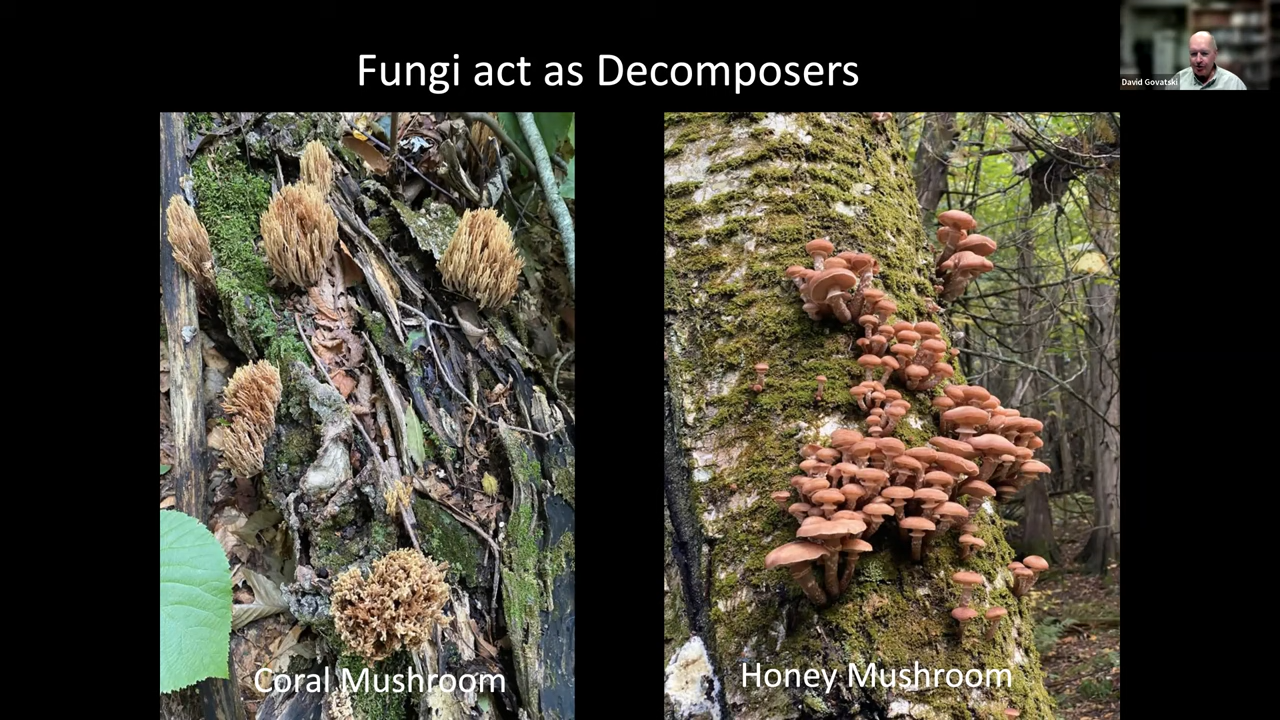 Fungi act as Decomposers
David Govatski
Coral Mushroom
Honey Mushroom